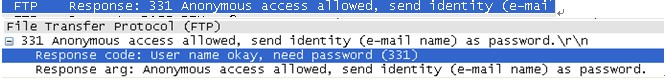 FTP Response: 331 Anonymous access allowed, send identity (e-mail
File Transfer Protocol (FTP)
331 Anonymous access allowed, send identity (e-mail name) as password.\r\n
Response code: User name okay, need password (331)
Response arg: Anonymous access allowed, send identity (e-mail name) as password.